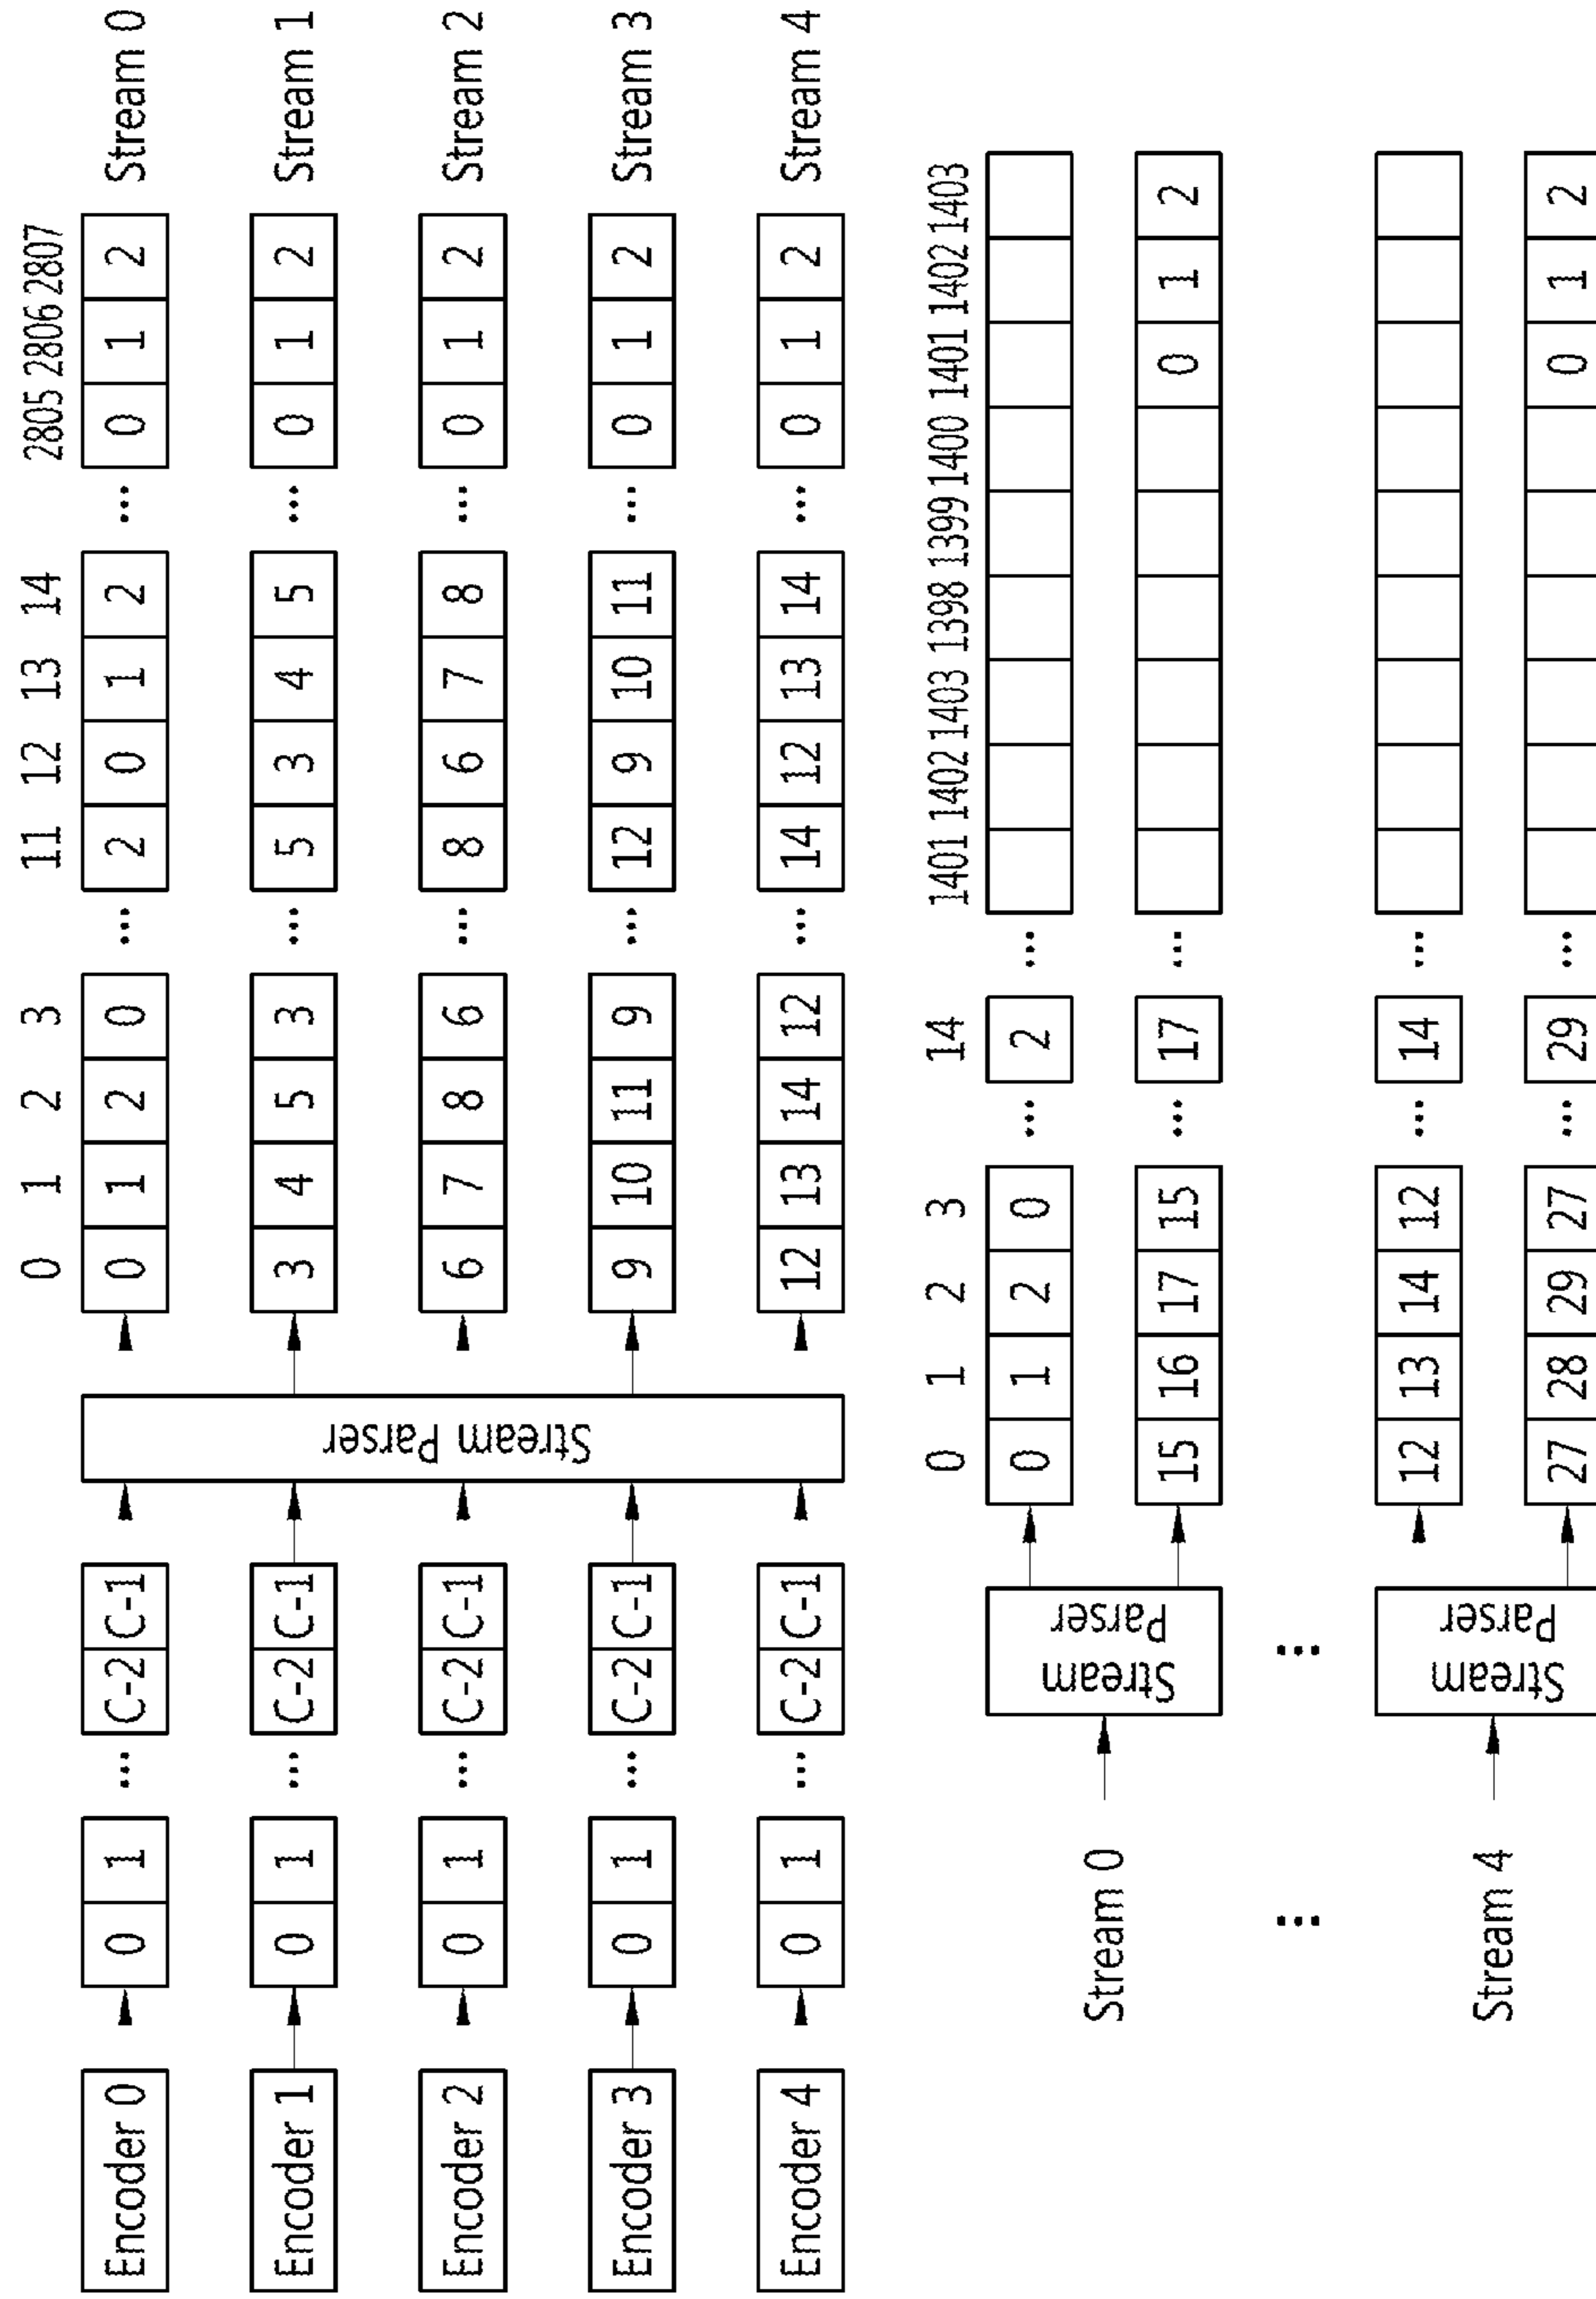 0 1 2 3 11 12 13 14 2805 2806 2807
Encoder 0 0 1 ... C-2 C-1 0 1 2 0 ... 2 0 1 2 ... 0 1 2 Stream 0
Encoder 1 0 1 ... C-2 C-1 3 4 5 3 ... 5 3 4 5 ... 0 1 2 Stream 1
Encoder 2 0 1 ... C-2 C-1 6 7 8 6 ... 8 6 7 8 ... 0 1 2 Stream 2
Stream Parser
Encoder 3 0 1 ... C-2 C-1 9 10 11 9 ... 12 9 10 11 ... 0 1 2 Stream 3
Encoder 4 0 1 ... C-2 C-1 12 13 14 12 ... 14 12 13 14 ... 0 1 2 Stream 4
0 1 2 3 14 1401 1402 1403 1398 1399 1400 1401 1402 1403
0 1 2 0 ... 2 ...
Stream 0
Stream
Parser
15 16 17 15 ... 17 ... 0 1 2
... ...
12 13 14 12 ... 14 ...
Stream 4
Stream
Parser
27 28 29 27 ... 29 ... 0 1 2